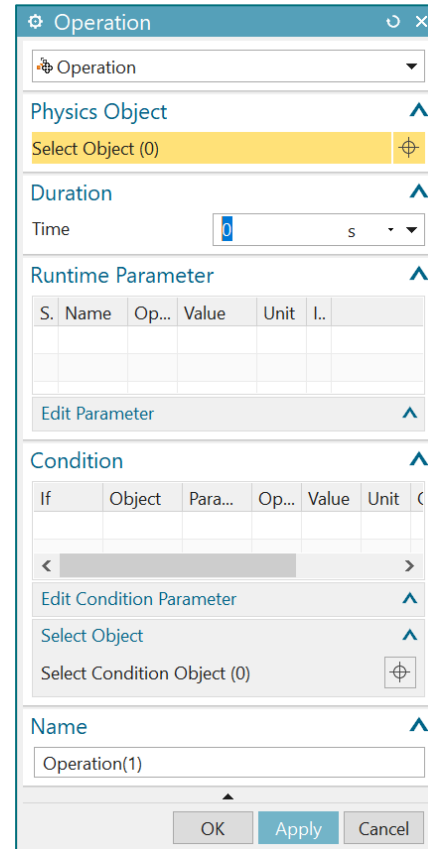 Operation
Operation
Physics Object
Select Object (0)
Duration
Time 0 s
Runtime Parameter
S. Name Op... Value Unit I..
Edit Parameter
Condition
If Object Para... Op... Value Unit
Edit Condition Parameter
Select Object
Select Condition Object (0)
Name
Operation(1)
OK Apply Cancel